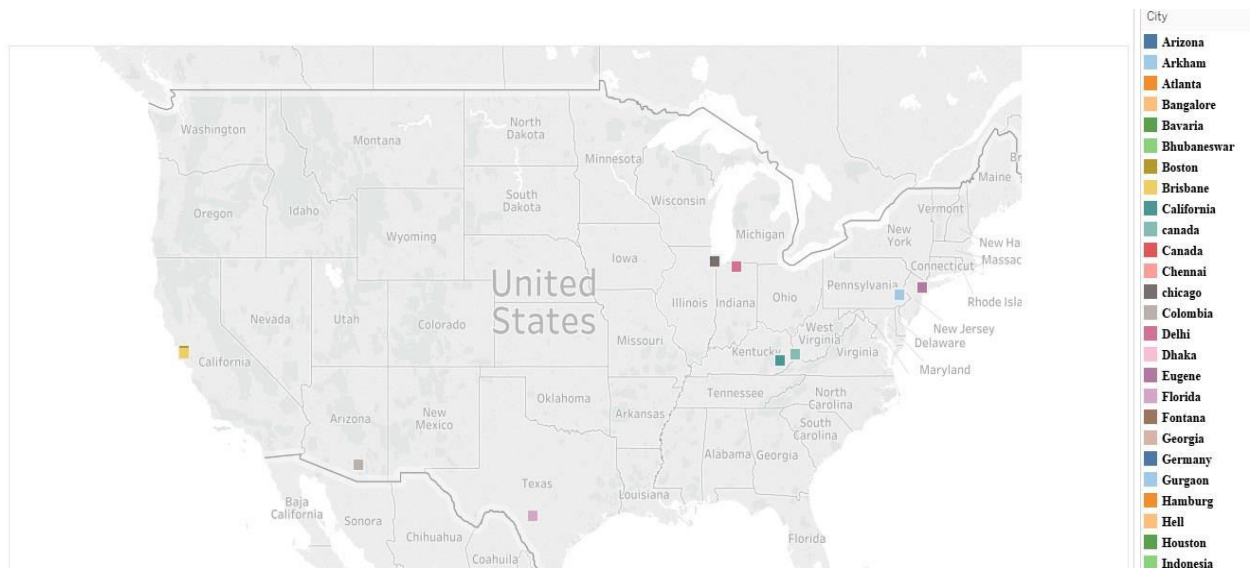 City
Arizona
Arkham
Atlanta
Bangalore
Bavaria
Bhubaneswar
Boston
Brisbane
California
canada
Canada
Chennai
chicago
Colombia
Delhi
Dhaka
Eugene
Florida
Fontana
Georgia
Germany
Gurgaon
Hamburg
Hell
Houston
Indonesia
Washington
Montana
North
Dakota
Minnesota
Maine
Br
Oregon
Idaho
South
Dakota
Wisconsin
Michigan
Vermont
New
York
Wyoming
Iowa
New Ha
Massac
Connecticut
Rhode Isla
United
States
Nevada
Utah
Colorado
Illinois
Indiana
Ohio
Pennsylvania
New Jersey
Delaware
Maryland
California
Missouri
Kentucky
West
Virginia
Virginia
Arizona
New
Mexico
Oklahoma
Arkansas
Tennessee
North
Carolina
South
Carolina
Alabama
Georgia
Texas
Louisiana
Florida
Baja
California
Sonora
Chihuahua
Coahuila